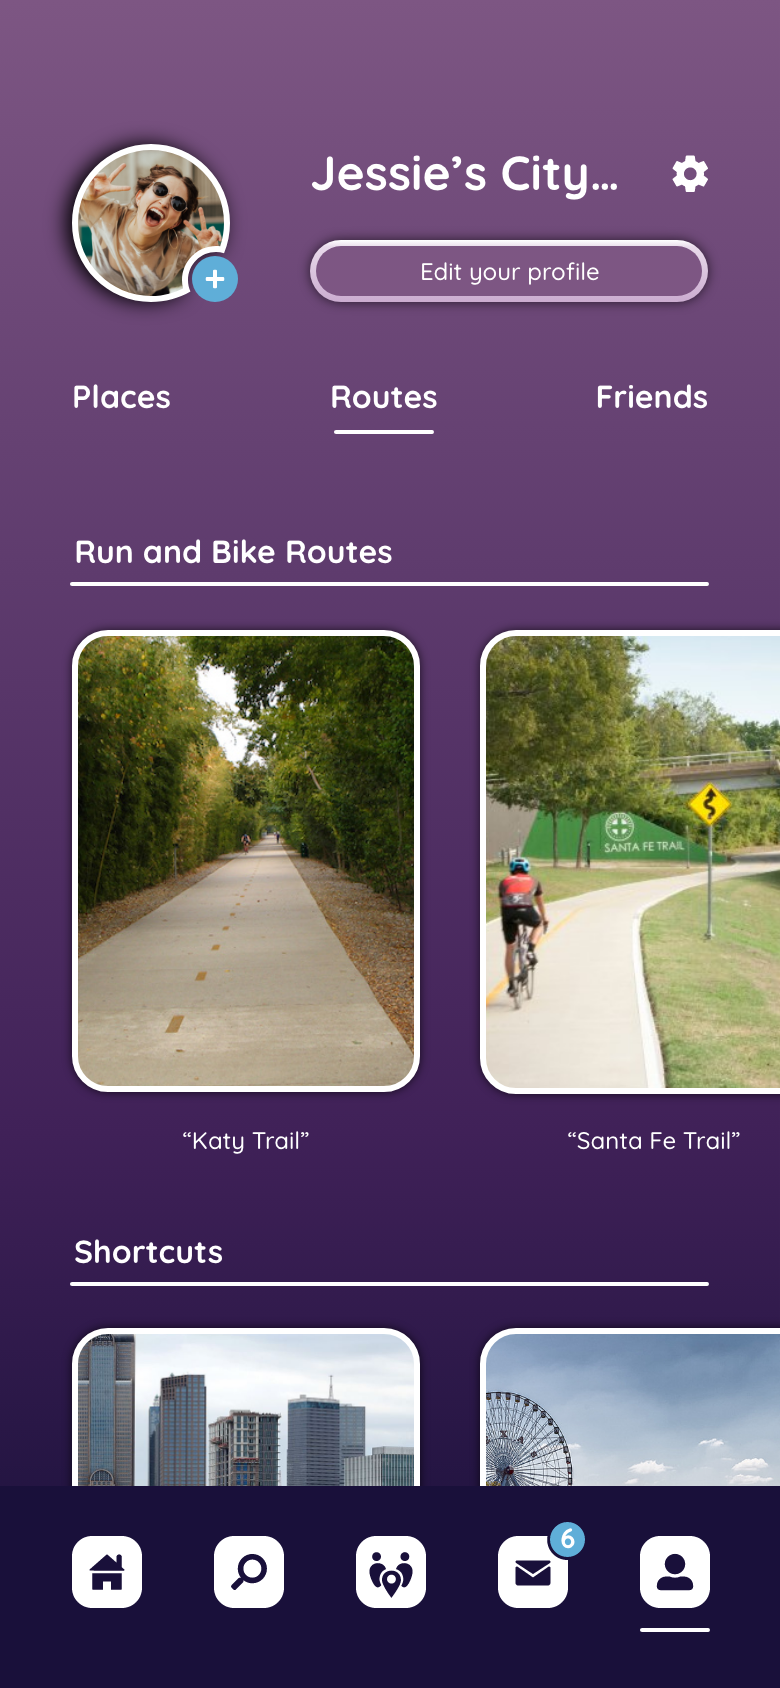 Jessie’s City...
Edit your profile
Places
Routes
Friends
Run and Bike Routes
SANTA FE TRAIL
“Katy Trail”
“Santa Fe Trail”
Shortcuts
6